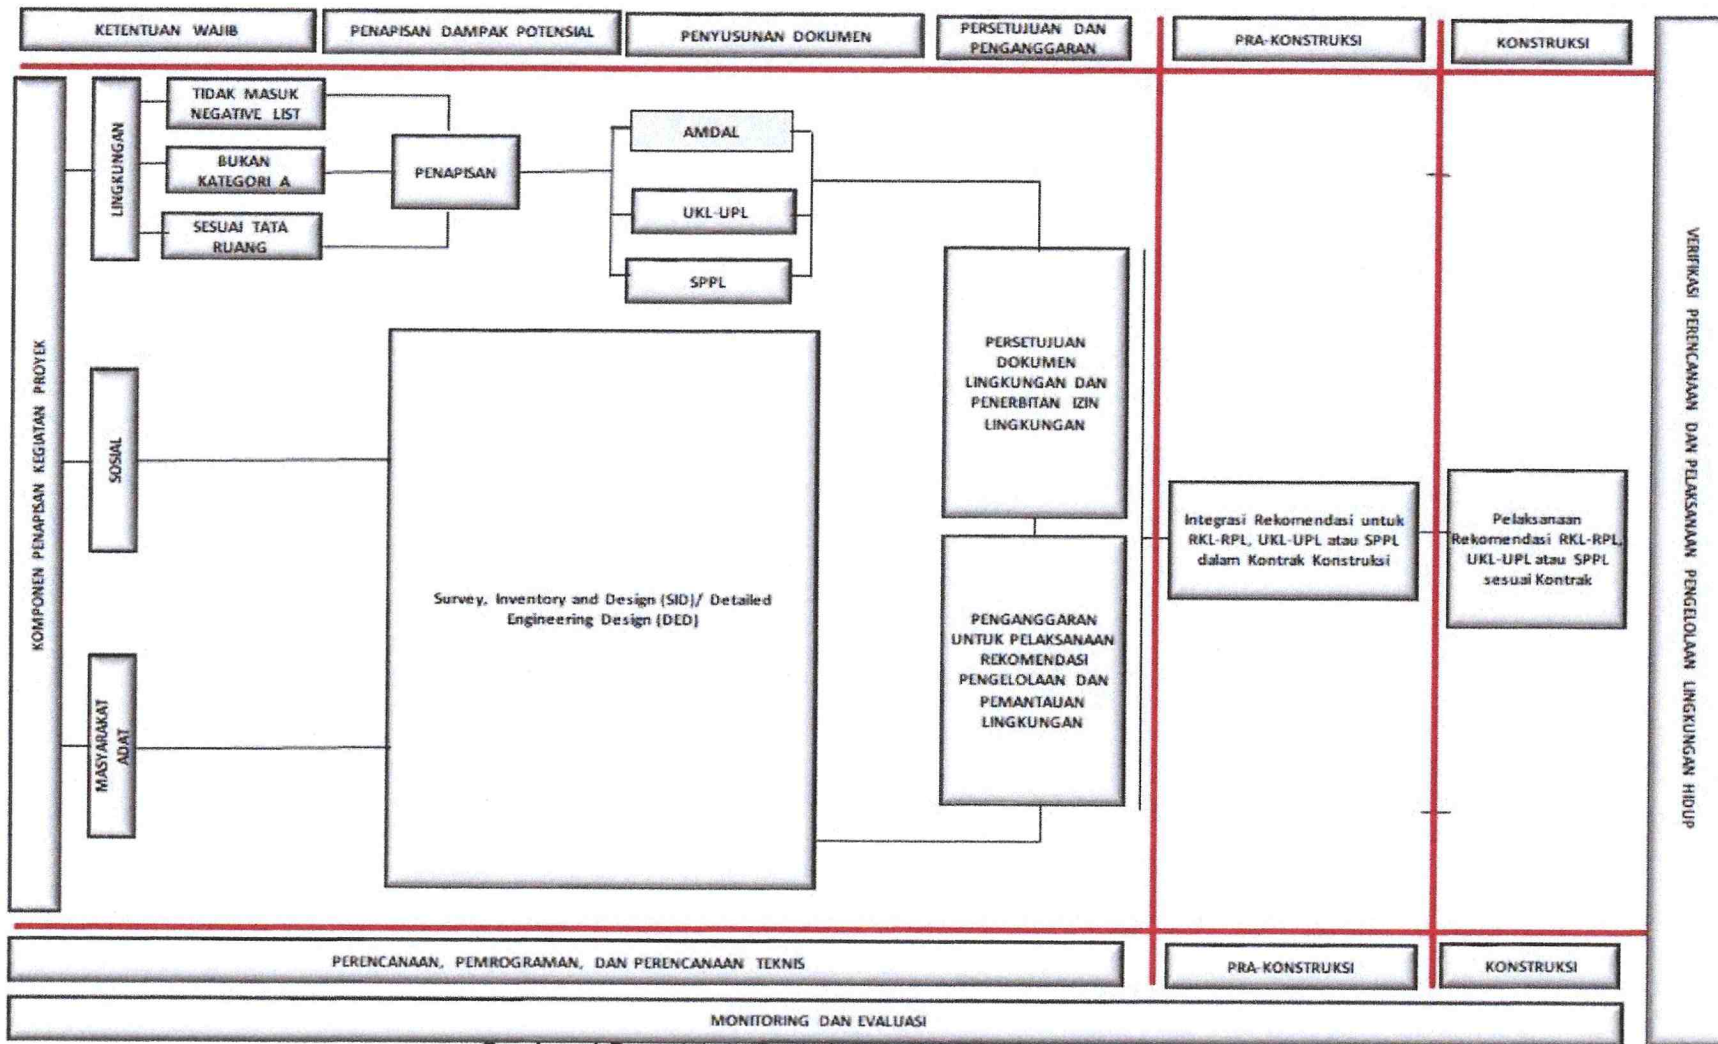 KETENTUAN WAJIB
PENAPISAN DAMPAK POTENSIAL
PENYUSUNAN DOKUMEN
PERSETUJUAN DAN
PENGANGGARAN
PRA-KONSTRUKSI
KONSTRUKSI
KOMPONEN PENAPISAN KEGIATAN PROYEK
LINGKUNGAN
TIDAK MASUK
NEGATIVE LIST
BUKAN
KATEGORI A
SESUAI TATA
RUANG
PENAPISAN
AMDAL
UKL-UPL
SPPL
SOSIAL
MASYARAKAT
ADAT
Survey, Inventory and Design (SID)/ Detailed
Engineering Design (DED)
PERSETUJUAN
DOKUMEN
LINGKUNGAN DAN
PENERBITAN IZIN
LINGKUNGAN
PENGANGGARAN
UNTUK PELAKSANAAN
REKOMENDASI
PENGELOLAAN DAN
PEMANTAUAN
LINGKUNGAN
Integrasi Rekomendasi untuk
RKL-RPL, UKL-UPL atau SPPL
dalam Kontrak Konstruksi
Pelaksanaan
Rekomendasi RKL-RPL,
UKL-UPL atau SPPL
sesuai Kontrak
VERIFIKASI PERENCANAAN DAN PELAKSANAAN PENGELOLAAN LINGKUNGAN HIDUP
PERENCANAAN, PEMROGRAMAN, DAN PERENCANAAN TEKNIS
PRA-KONSTRUKSI
KONSTRUKSI
MONITORING DAN EVALUASI